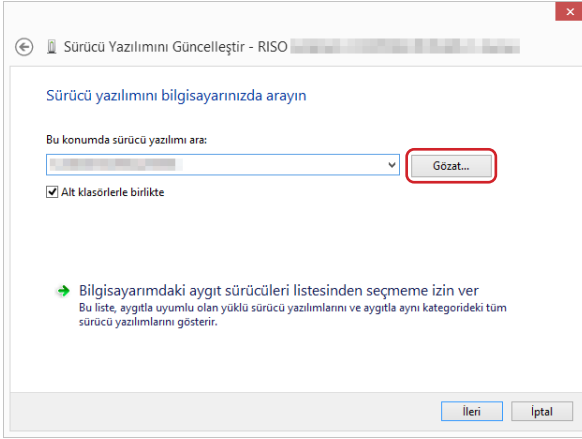 Sürücü Yazılımını Güncelleştir - RISO
Sürücü yazılımını bilgisayarınızda arayın
Bu konumda sürücü yazılımı ara:
Gözat...
Alt klasörlerle birlikte
Bilgisayarımdaki aygıt sürücüleri listesinden seçmeme izin ver
Bu liste, aygıtla uyumlu olan yüklü sürücü yazılımlarını ve aygıtla aynı kategorideki tüm
sürücü yazılımlarını gösterir.
İleri
İptal